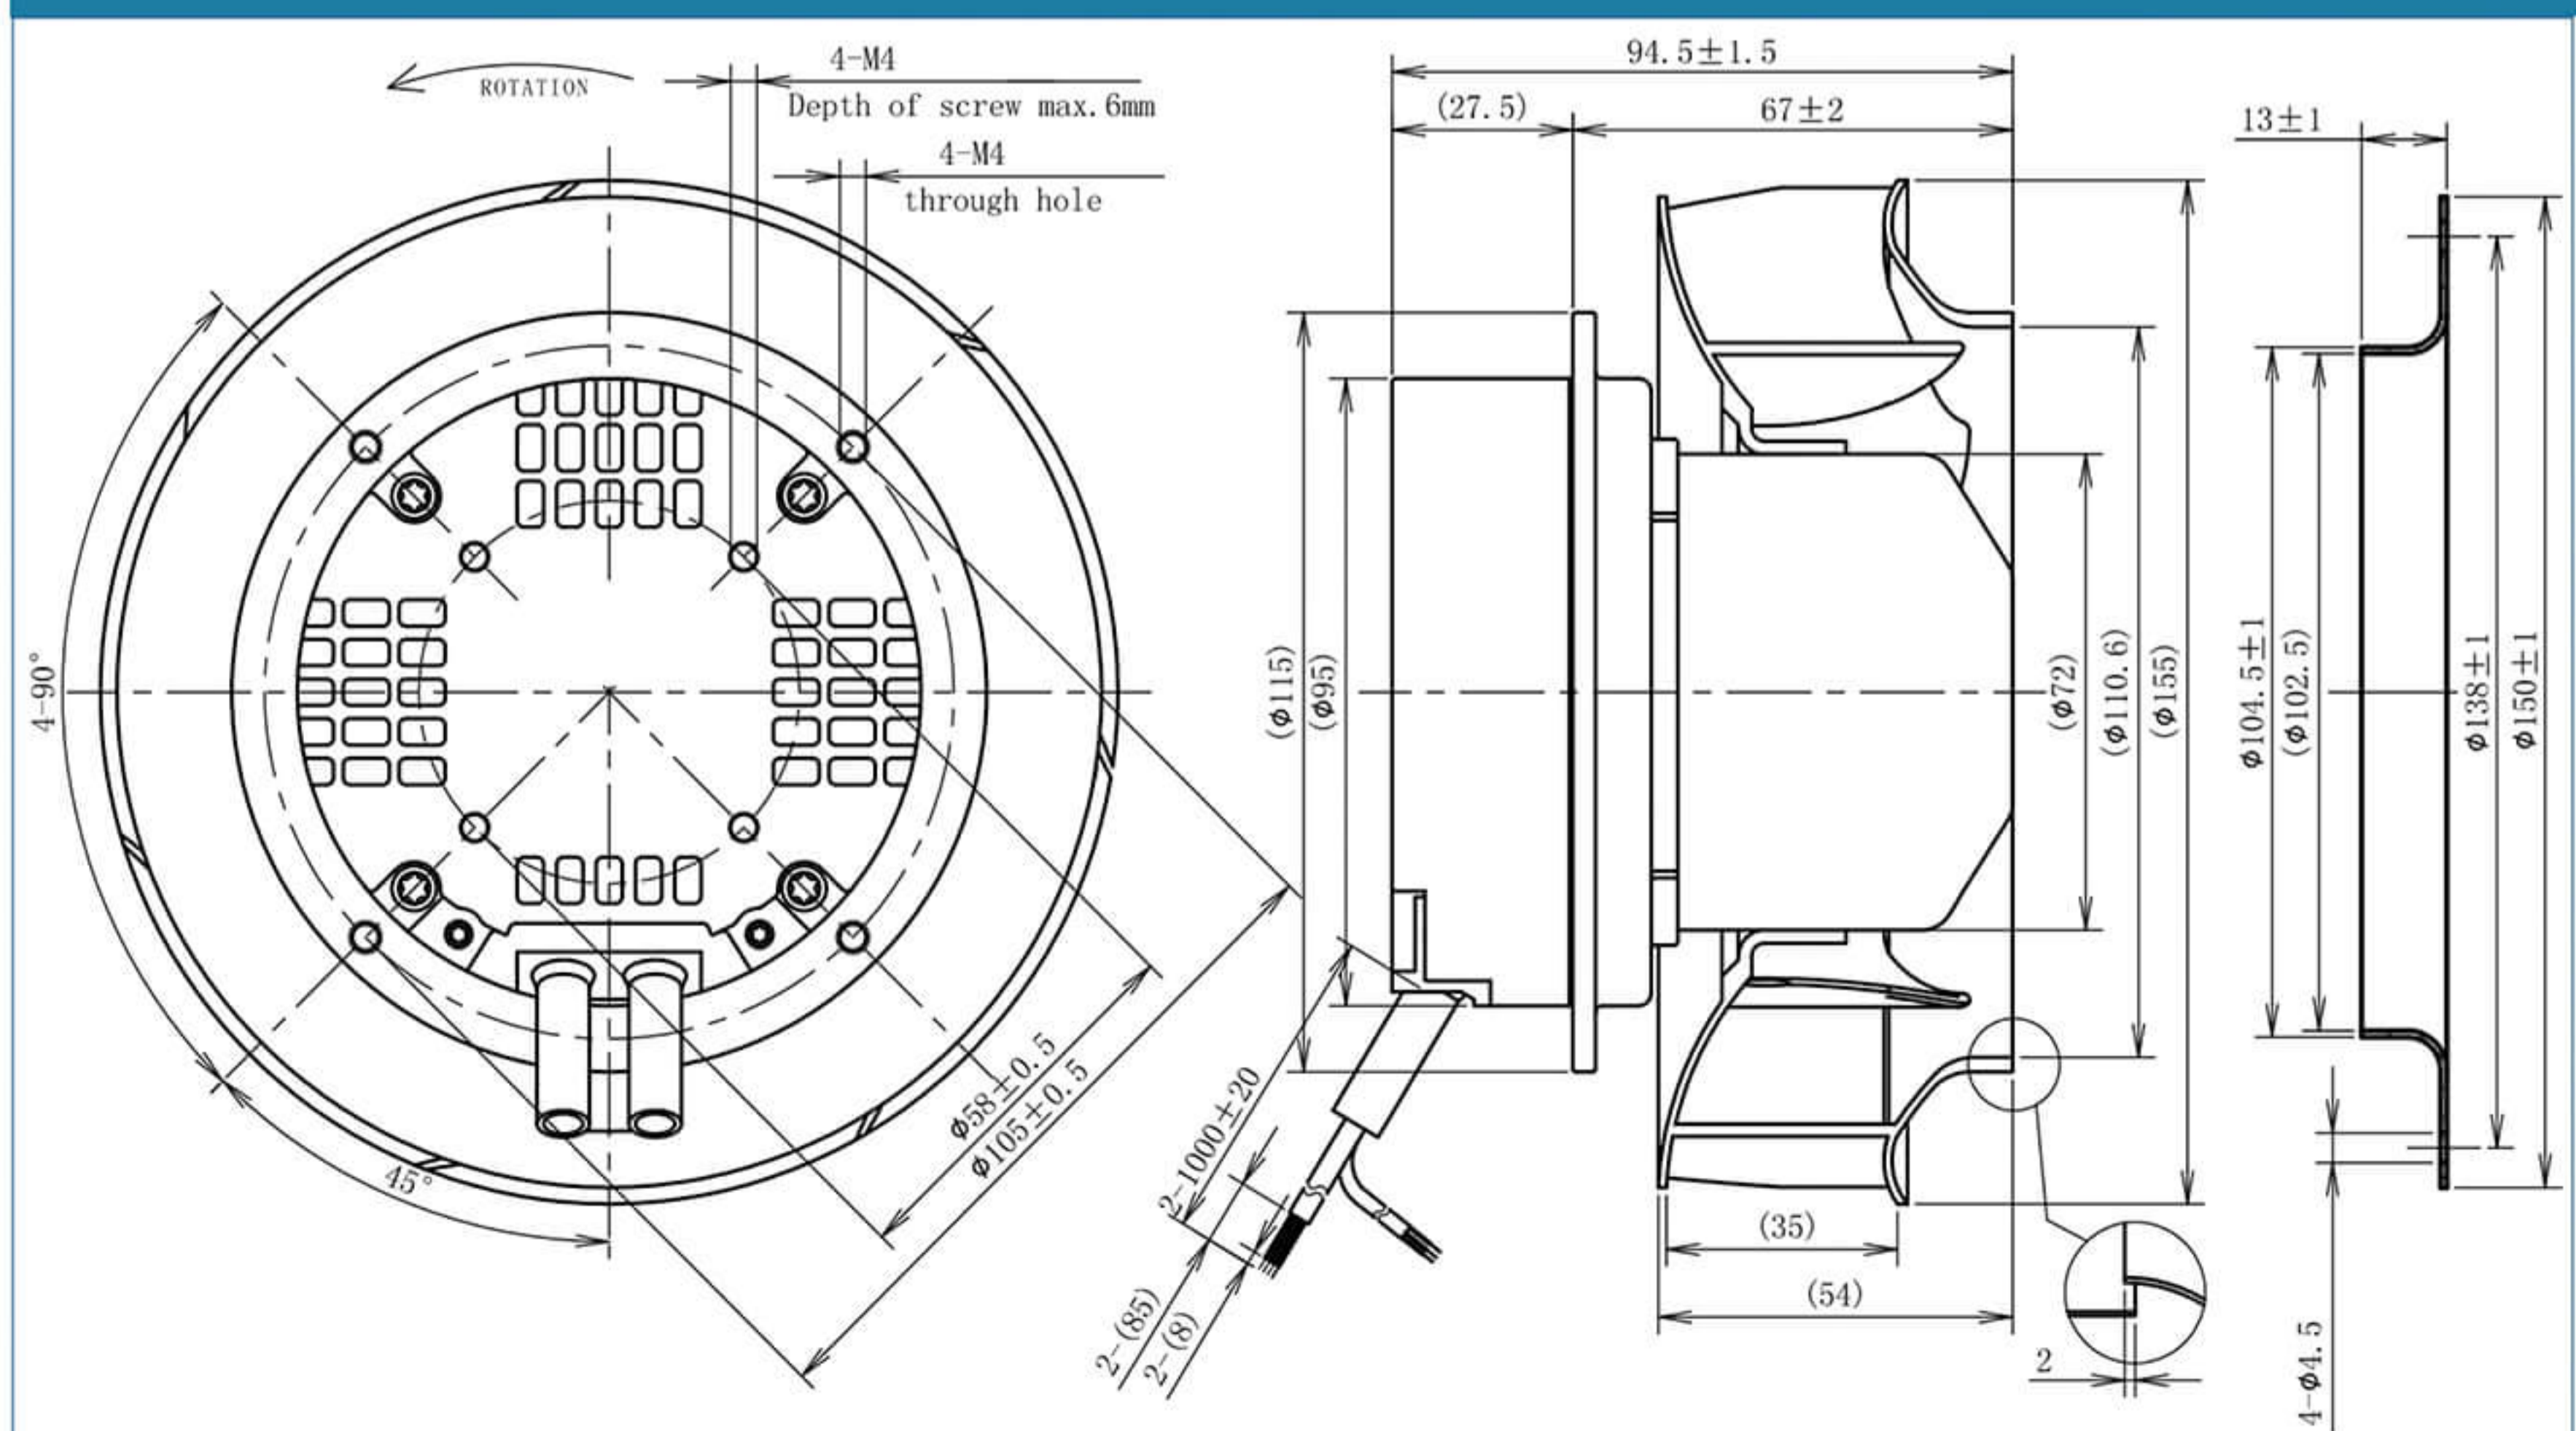 ROTATION
4-M4
Depth of screw max.6mm
4-M4
through hole
4-90°
45°
ϕ58±0.5
ϕ105±0.5
94.5±1.5
(27.5)
67±2
(ϕ115)
(ϕ95)
(ϕ72)
(ϕ110.6)
(ϕ155)
2-1000±20
2-(85)
2-(8)
(35)
(54)
2
13±1
ϕ104.5±1
(ϕ102.5)
ϕ138±1
ϕ150±1
4-ϕ4.5